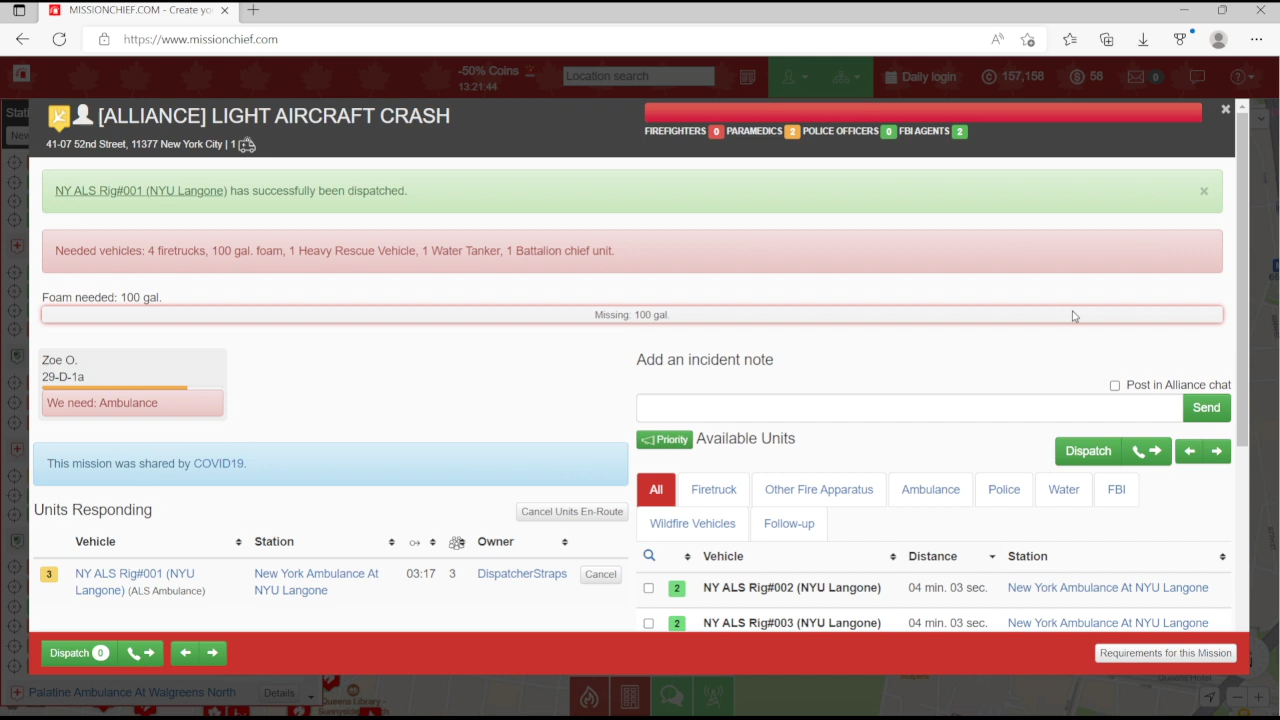 MISSIONCHIEF.COM - Create yo
https://www.missionchief.com
-50% Coins
13:21:44
Location search
Daily login
157,158
58
0
[ALLIANCE] LIGHT AIRCRAFT CRASH
41-07 52nd Street, 11377 New York City | 1
FIREFIGHTERS 0 PARAMEDICS 2 POLICE OFFICERS 0 FBI AGENTS 2
NY ALS Rig#001 (NYU Langone) has successfully been dispatched.
×
Needed vehicles: 4 firetrucks, 100 gal. foam, 1 Heavy Rescue Vehicle, 1 Water Tanker, 1 Battalion chief unit.
Foam needed: 100 gal.
Missing: 100 gal.
Zoe O.
29-D-1a
We need: Ambulance
This mission was shared by COVID19.
Units Responding
Cancel Units En-Route
Vehicle Station Owner
3 NY ALS Rig#001 (NYU Langone) (ALS Ambulance) New York Ambulance At NYU Langone 03:17 3 DispatcherStraps Cancel
Add an incident note
Post in Alliance chat
Send
Priority Available Units
Dispatch
All Firetruck Other Fire Apparatus Ambulance Police Water FBI
Wildfire Vehicles Follow-up
Vehicle Distance Station
2 NY ALS Rig#002 (NYU Langone) 04 min. 03 sec. New York Ambulance At NYU Langone
2 NY ALS Rig#003 (NYU Langone) 04 min. 03 sec. New York Ambulance At NYU Langone
Dispatch 0
Requirements for this Mission
Palatine Ambulance At Walgreens North Details
Queens Library -
Sunnyside